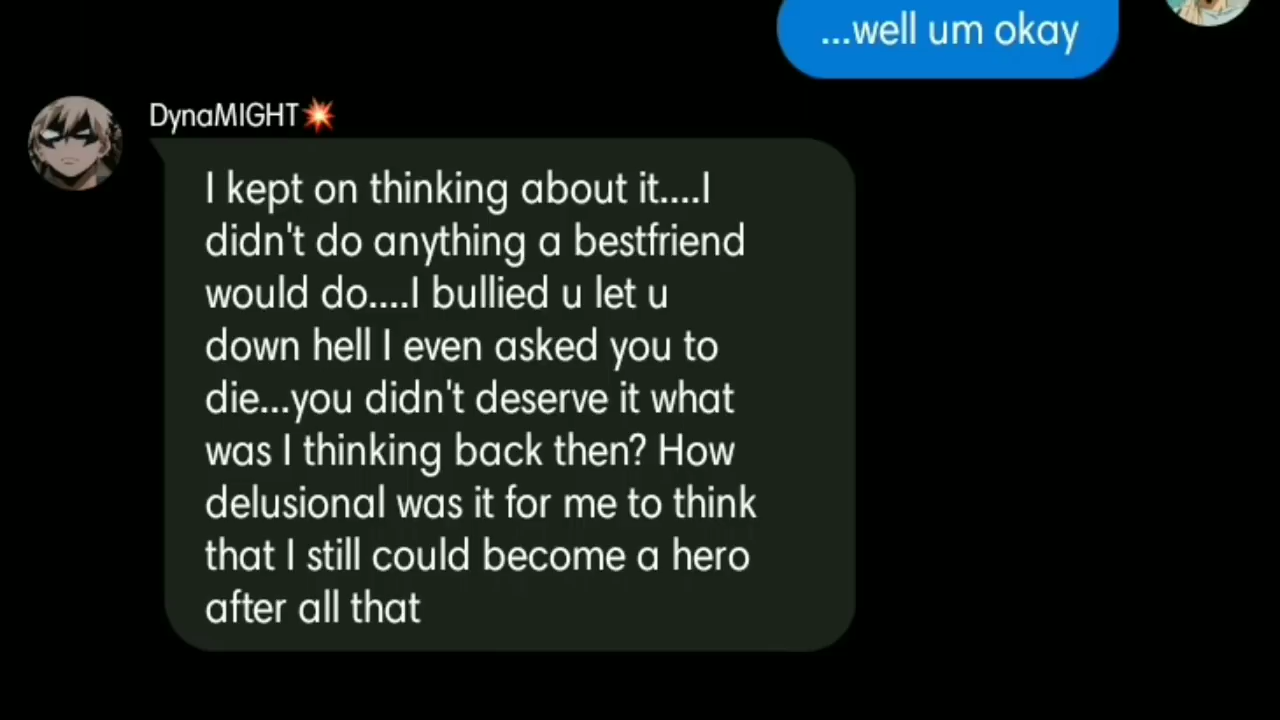 ...well um okay
DynaMIGHT💥
I kept on thinking about it....I
didn't do anything a bestfriend
would do....I bullied u let u
down hell I even asked you to
die...you didn't deserve it what
was I thinking back then? How
delusional was it for me to think
that I still could become a hero
after all that